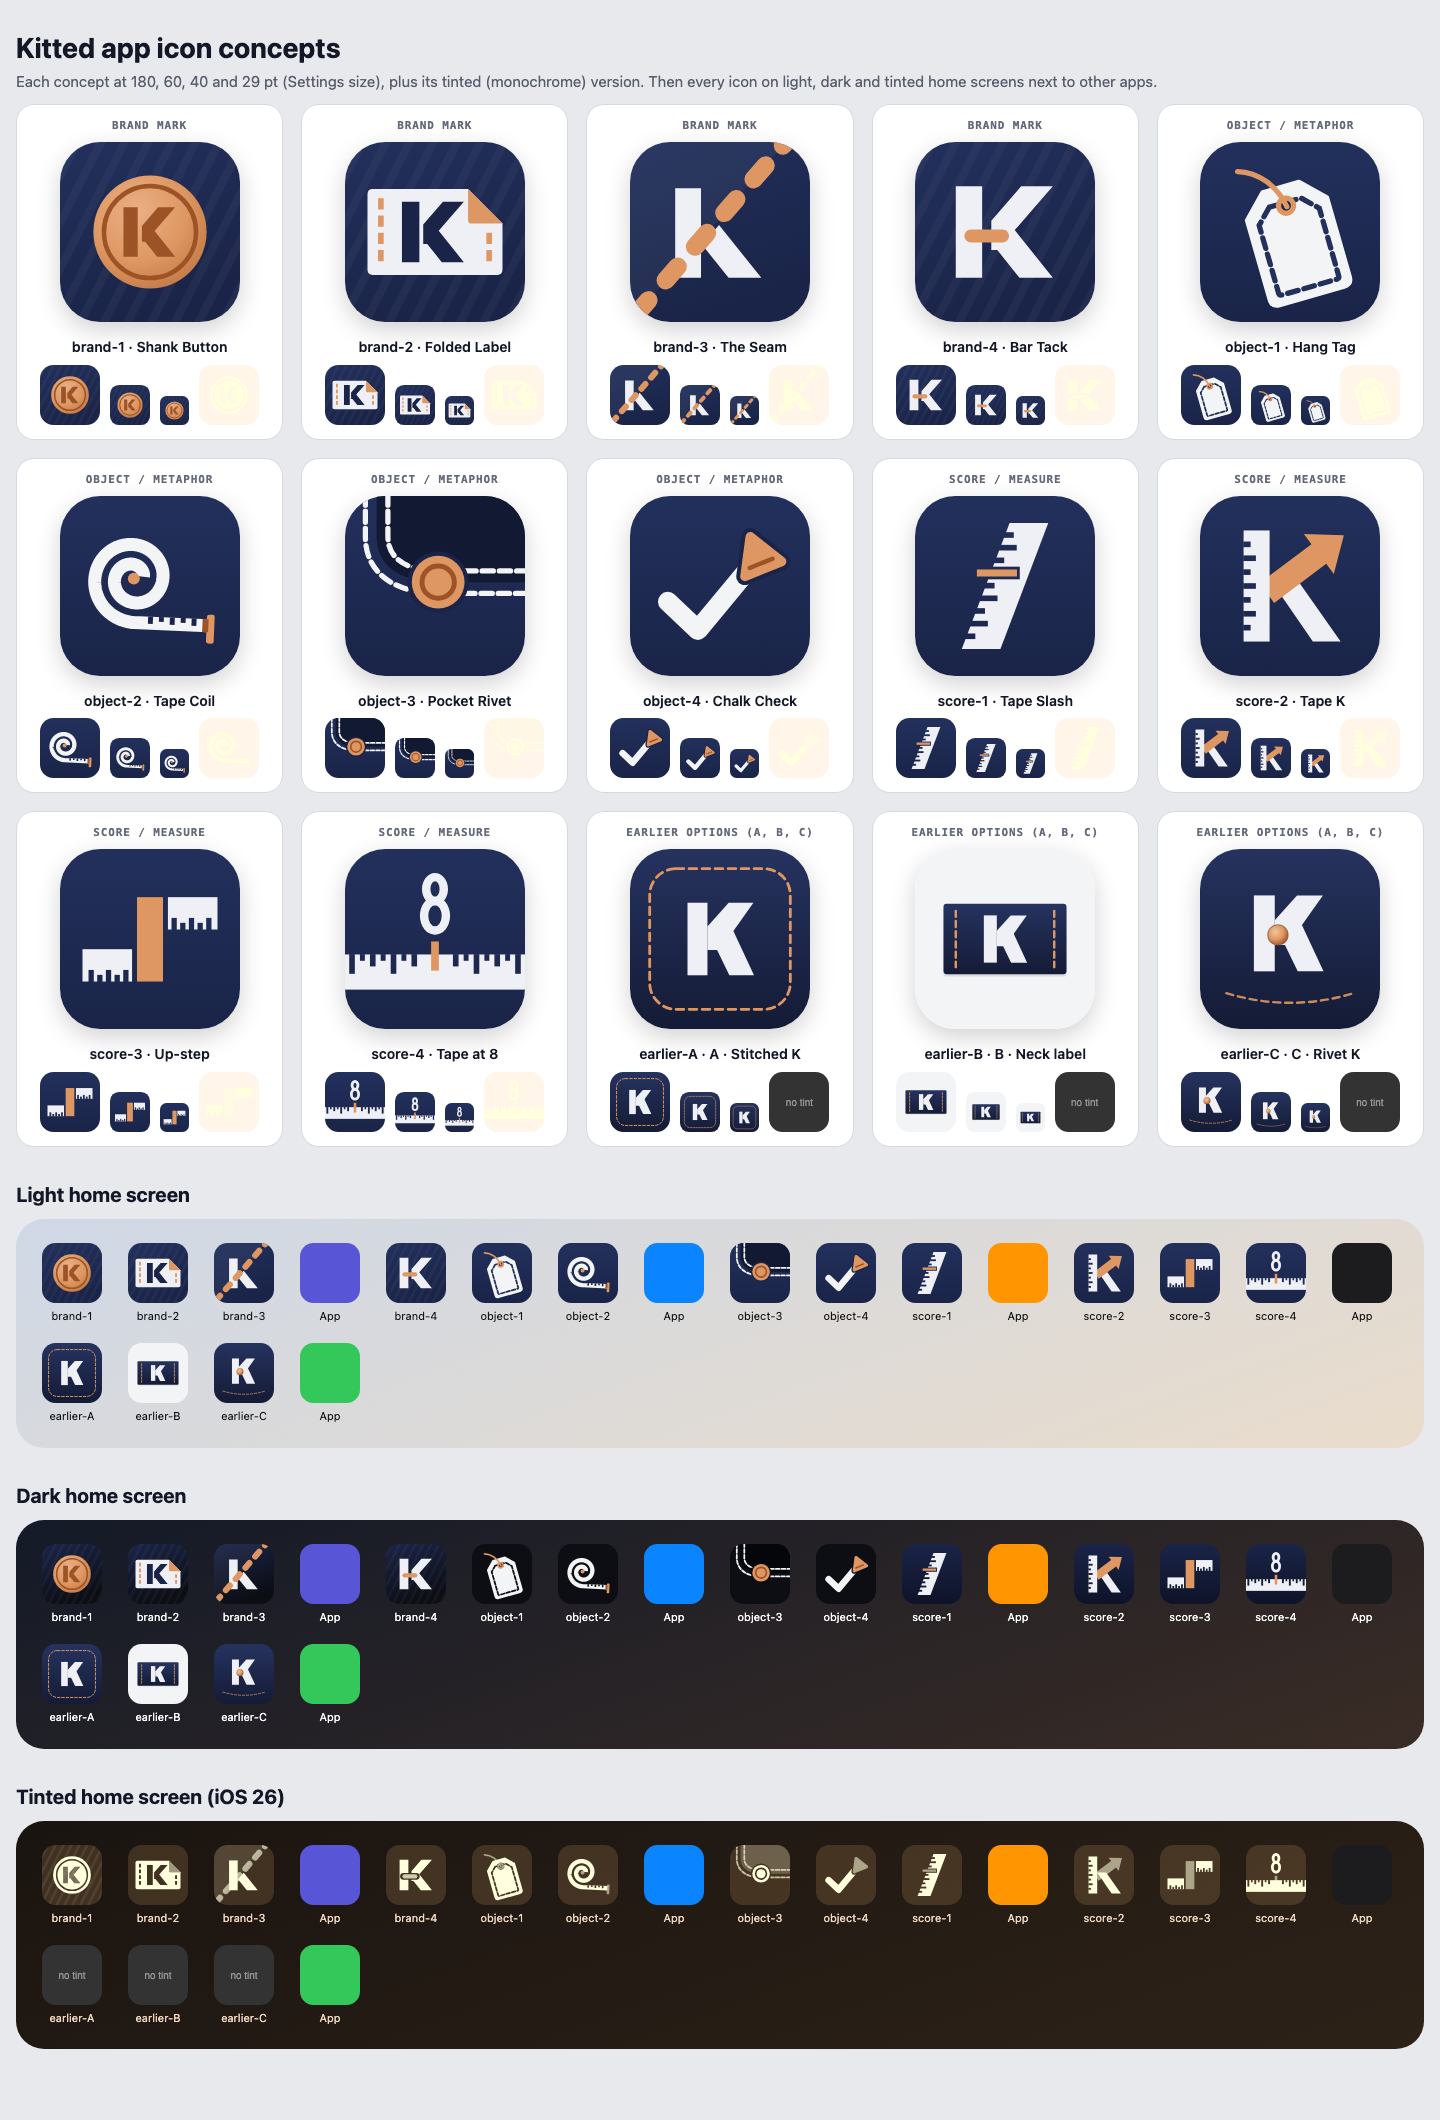 Kitted app icon concepts
Each concept at 180, 60, 40 and 29 pt (Settings size), plus its tinted (monochrome) version. Then every icon on light, dark and tinted home screens next to other apps.
BRAND MARK
BRAND MARK
BRAND MARK
BRAND MARK
OBJECT / METAPHOR
K
K
K
K
brand-1 · Shank Button
brand-2 · Folded Label
brand-3 · The Seam
brand-4 · Bar Tack
object-1 · Hang Tag
K K K K
K K K K
K K K K
K K K K
OBJECT / METAPHOR
OBJECT / METAPHOR
OBJECT / METAPHOR
SCORE / MEASURE
SCORE / MEASURE
K
object-2 · Tape Coil
object-3 · Pocket Rivet
object-4 · Chalk Check
score-1 · Tape Slash
score-2 · Tape K
K K K K
SCORE / MEASURE
SCORE / MEASURE
EARLIER OPTIONS (A, B, C)
EARLIER OPTIONS (A, B, C)
EARLIER OPTIONS (A, B, C)
8
K
K
K
score-3 · Up-step
score-4 · Tape at 8
earlier-A · A · Stitched K
earlier-B · B · Neck label
earlier-C · C · Rivet K
8 8 8 8
K K K no tint
K K K no tint
K K K no tint
Light home screen
K K K K K 8
brand-1 brand-2 brand-3 App brand-4 object-1 object-2 App object-3 object-4 score-1 App score-2 score-3 score-4 App
K K K
earlier-A earlier-B earlier-C App
Dark home screen
K K K K K 8
brand-1 brand-2 brand-3 App brand-4 object-1 object-2 App object-3 object-4 score-1 App score-2 score-3 score-4 App
K K K
earlier-A earlier-B earlier-C App
Tinted home screen (iOS 26)
K K K K K 8
brand-1 brand-2 brand-3 App brand-4 object-1 object-2 App object-3 object-4 score-1 App score-2 score-3 score-4 App
no tint no tint no tint
earlier-A earlier-B earlier-C App